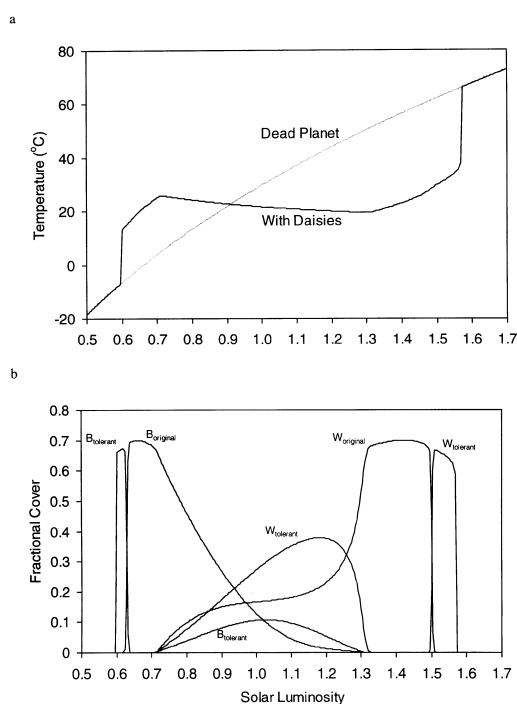 a
80
60
40
20
0
-20
Temperature (°C)
Dead Planet
With Daisies
0.5 0.6 0.7 0.8 0.9 1.0 1.1 1.2 1.3 1.4 1.5 1.6 1.7
b
0.8
0.7
0.6
0.5
0.4
0.3
0.2
0.1
0
Fractional Cover
Btolerant
Boriginal
Woriginal
Wtolerant
Wtolerant
Btolerant
0.5 0.6 0.7 0.8 0.9 1.0 1.1 1.2 1.3 1.4 1.5 1.6 1.7
Solar Luminosity